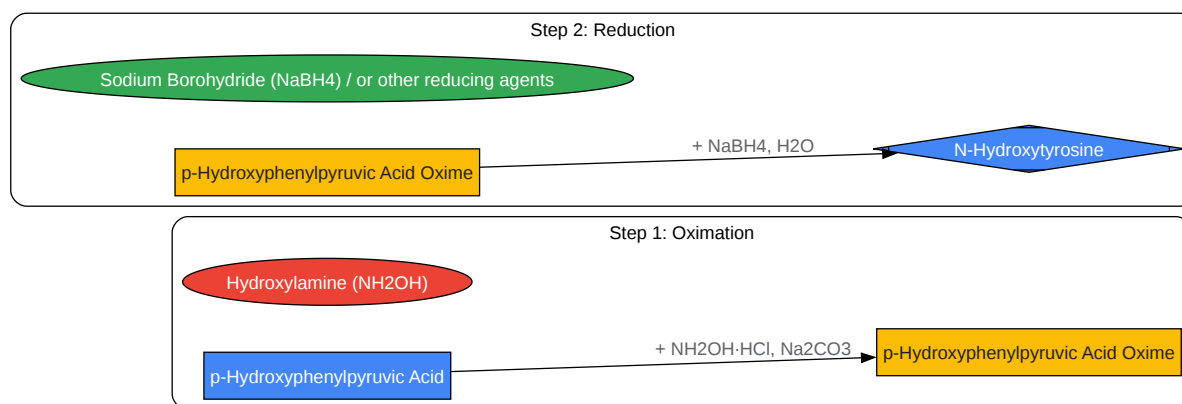 Step 2: Reduction
Sodium Borohydride (NaBH4) / or other reducing agents
+ NaBH4, H2O
N-Hydroxytyrosine
p-Hydroxyphenylpyruvic Acid Oxime
Step 1: Oximation
Hydroxylamine (NH2OH)
+ NH2OH·HCl, Na2CO3
p-Hydroxyphenylpyruvic Acid Oxime
p-Hydroxyphenylpyruvic Acid